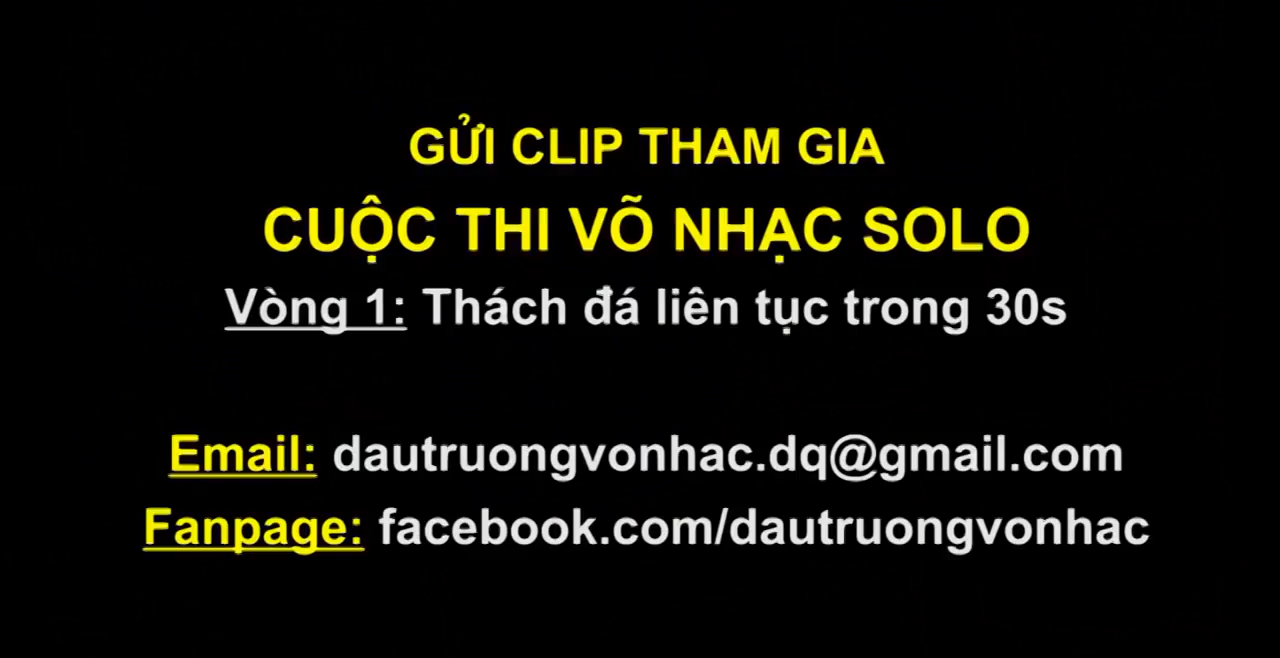 GỬI CLIP THAM GIA
CUỘC THI VÕ NHẠC SOLO
Vòng 1: Thách đá liên tục trong 30s
Email: dautruongvonhac.dq@gmail.com
Fanpage: facebook.com/dautruongvonhac